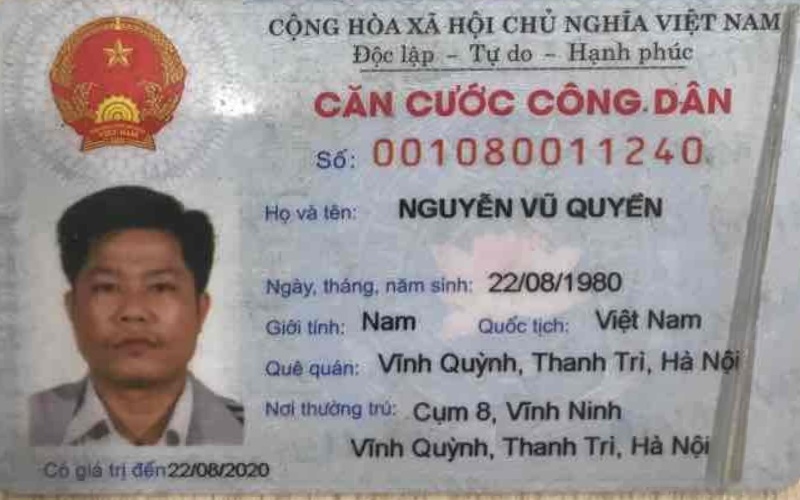 CỘNG HÒA XÃ HỘI CHỦ NGHĨA VIỆT NAM
Độc lập - Tự do - Hạnh phúc
CĂN CƯỚC CÔNG DÂN
Số: 001080011240
Họ và tên: NGUYỄN VŨ QUYỀN
Ngày, tháng, năm sinh: 22/08/1980
Giới tính: Nam Quốc tịch: Việt Nam
Quê quán: Vĩnh Quỳnh, Thanh Trì, Hà Nội
Nơi thường trú: Cụm 8, Vĩnh Ninh
Vĩnh Quỳnh, Thanh Trì, Hà Nội
Có giá trị đến 22/08/2020